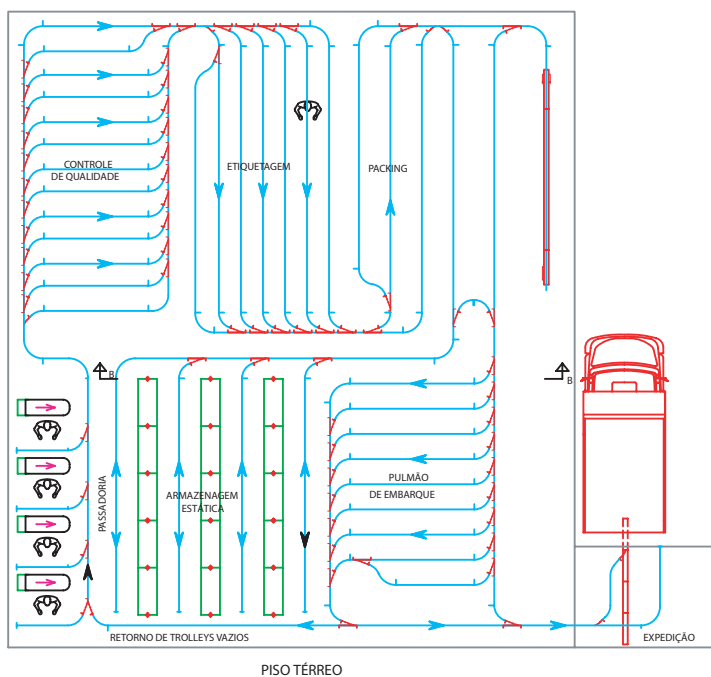 CONTROLE
DE QUALIDADE
ETIQUETAGEM
PACKING
B
B
PASSADORIA
ARMAZENAGEM
ESTÁTICA
PULMÃO
DE EMBARQUE
RETORNO DE TROLLEYS VAZIOS
EXPEDIÇÃO
PISO TÉRREO